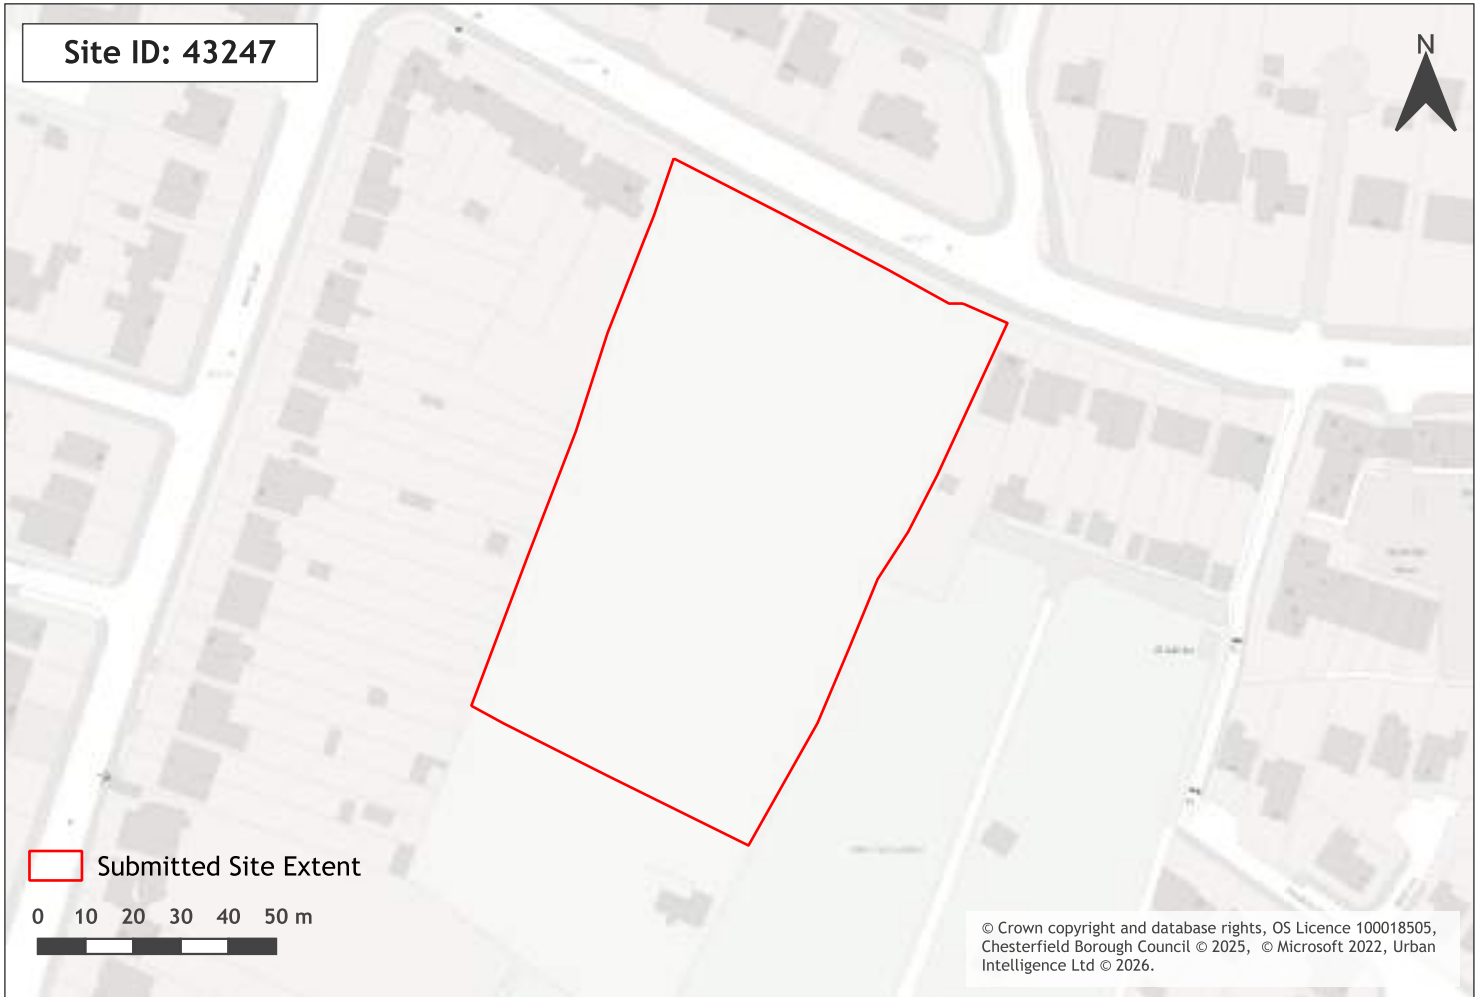 Site ID: 43247
N
Submitted Site Extent
0 10 20 30 40 50 m
© Crown copyright and database rights, OS Licence 100018505,
Chesterfield Borough Council © 2025, © Microsoft 2022, Urban
Intelligence Ltd © 2026.